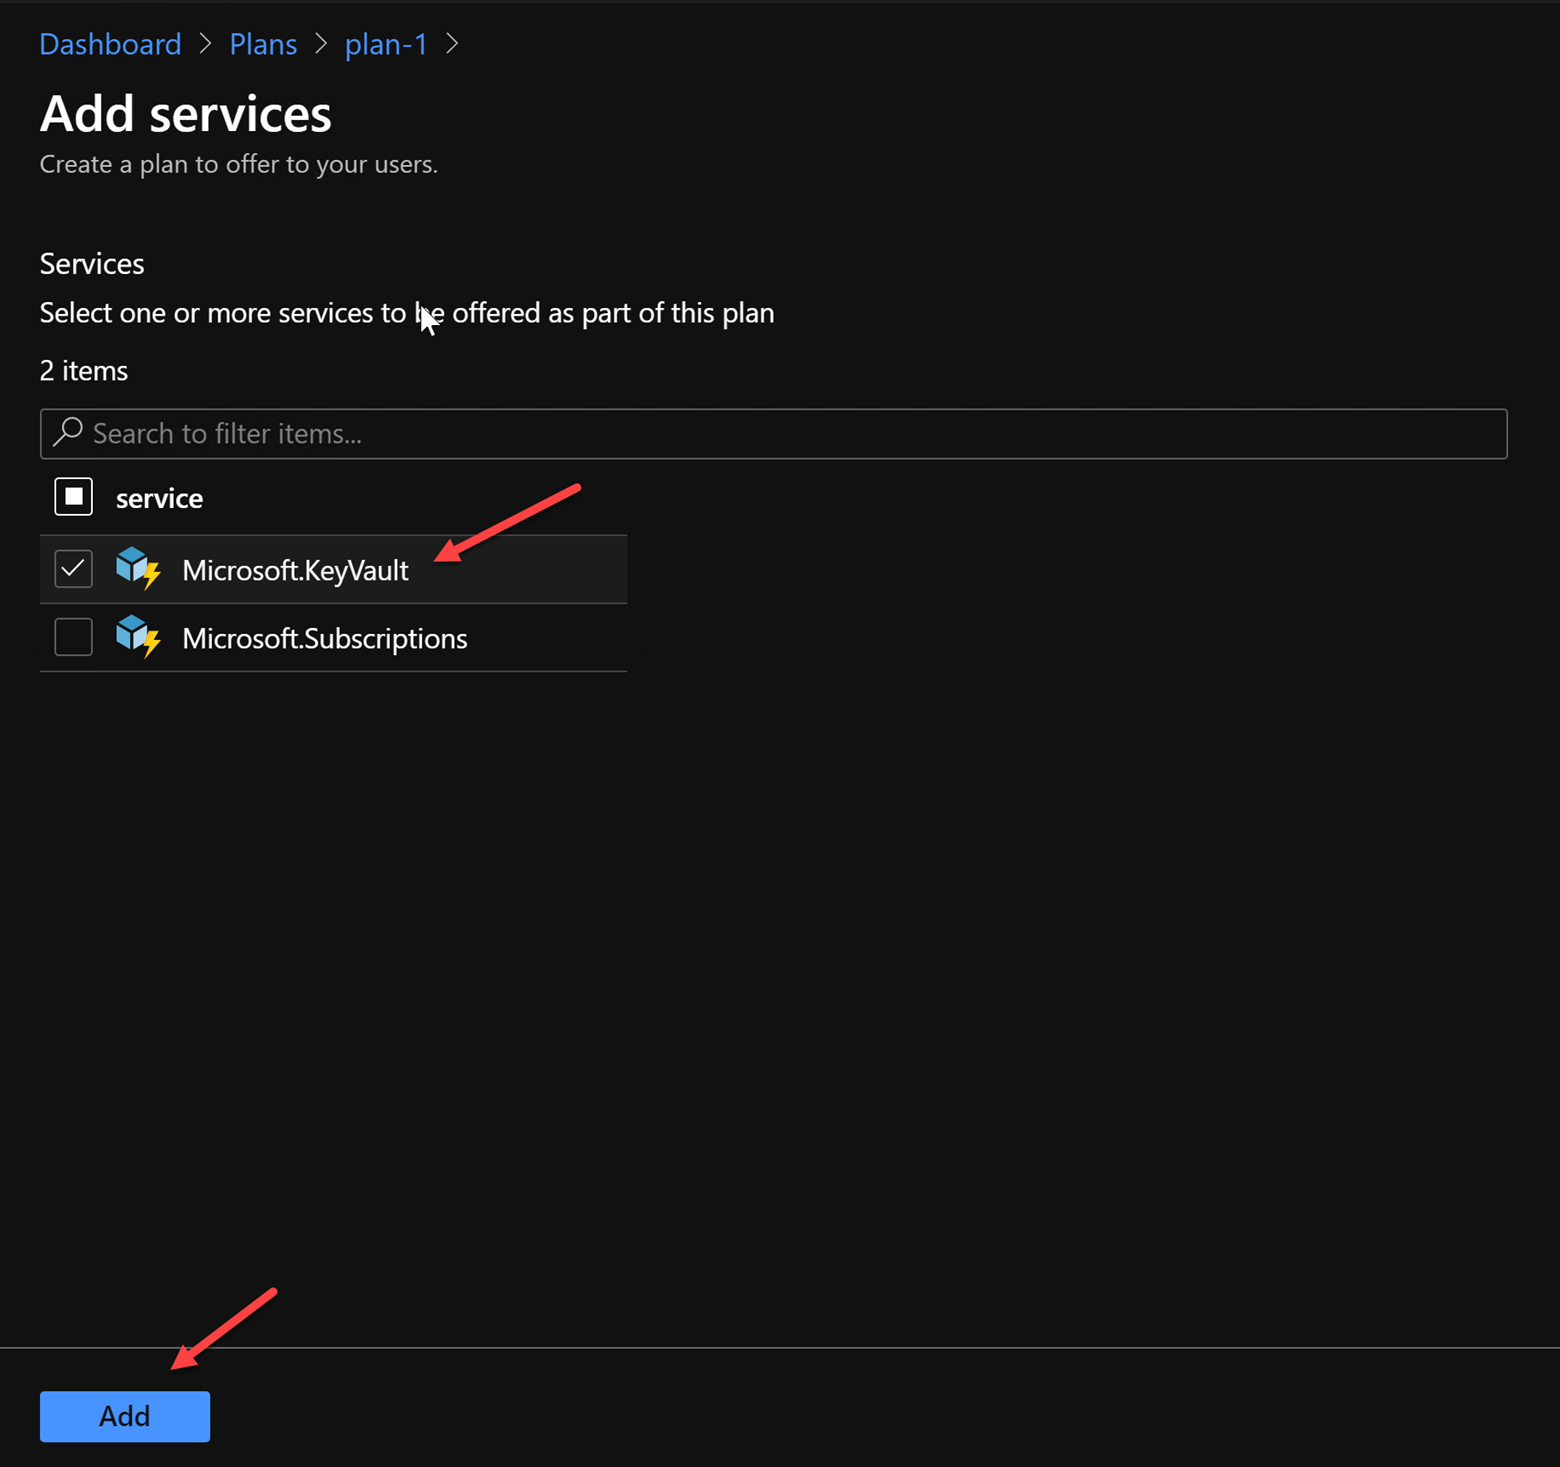 Dashboard > Plans > plan-1 >
Add services
Create a plan to offer to your users.
Services
Select one or more services to be offered as part of this plan
2 items
Search to filter items...
service
Microsoft.KeyVault
Microsoft.Subscriptions
Add